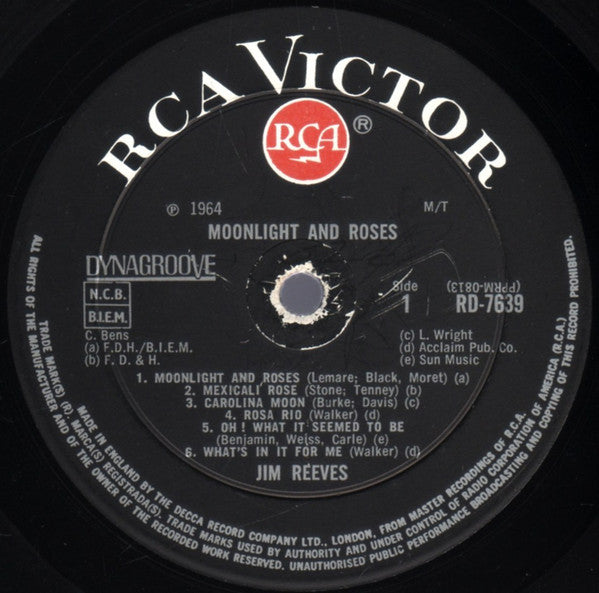 RCA VICTOR
RCA ®
℗ 1964
M/T
MOONLIGHT AND ROSES
DYNAGROOVE
N.C.B.
B.I.E.M.
Side
1
(PPRM-0813)
RD-7639
C. Bens
(a) F.D.H./B.I.E.M.
(b) F. D. & H.
(c) L. Wright
(d) Acclaim Pub. Co.
(e) Sun Music
1. MOONLIGHT AND ROSES (Lemare; Black, Moret) (a)
2. MEXICALI ROSE (Stone; Tenney) (b)
3. CAROLINA MOON (Burke; Davis) (c)
4. ROSA RIO (Walker) (d)
5. OH! WHAT IT SEEMED TO BE
(Benjamin, Weiss, Carle) (e)
6. WHAT'S IN IT FOR ME (Walker) (d)
JIM REEVES
ALL RIGHTS OF THE MANUFACTURER AND OF THE OWNER OF THE RECORDED WORK RESERVED. UNAUTHORISED PUBLIC PERFORMANCE BROADCASTING AND COPYING OF THIS RECORD PROHIBITED.
TRADE MARK(S) (R) MARCA(S) REGISTRADA(S). TRADE MARKS USED BY AUTHORITY AND UNDER CONTROL OF RADIO CORPORATION OF AMERICA (R.C.A.)
MADE IN ENGLAND BY THE DECCA RECORD COMPANY LTD., LONDON, FROM MASTER RECORDINGS OF R.C.A.